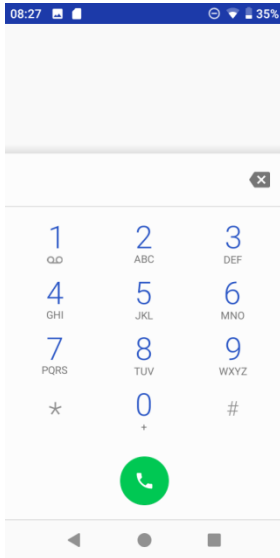 08:27 35%
1 2 3
ABC DEF
4 5 6
GHI JKL MNO
7 8 9
PQRS TUV WXYZ
* 0 #
+